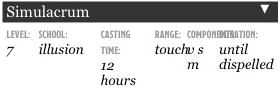 Simulacrum ▼
LEVEL: SCHOOL: CASTING RANGE: COMPONENTS: DURATION:
7 illusion TIME: touch v s until
12 m dispelled
hours